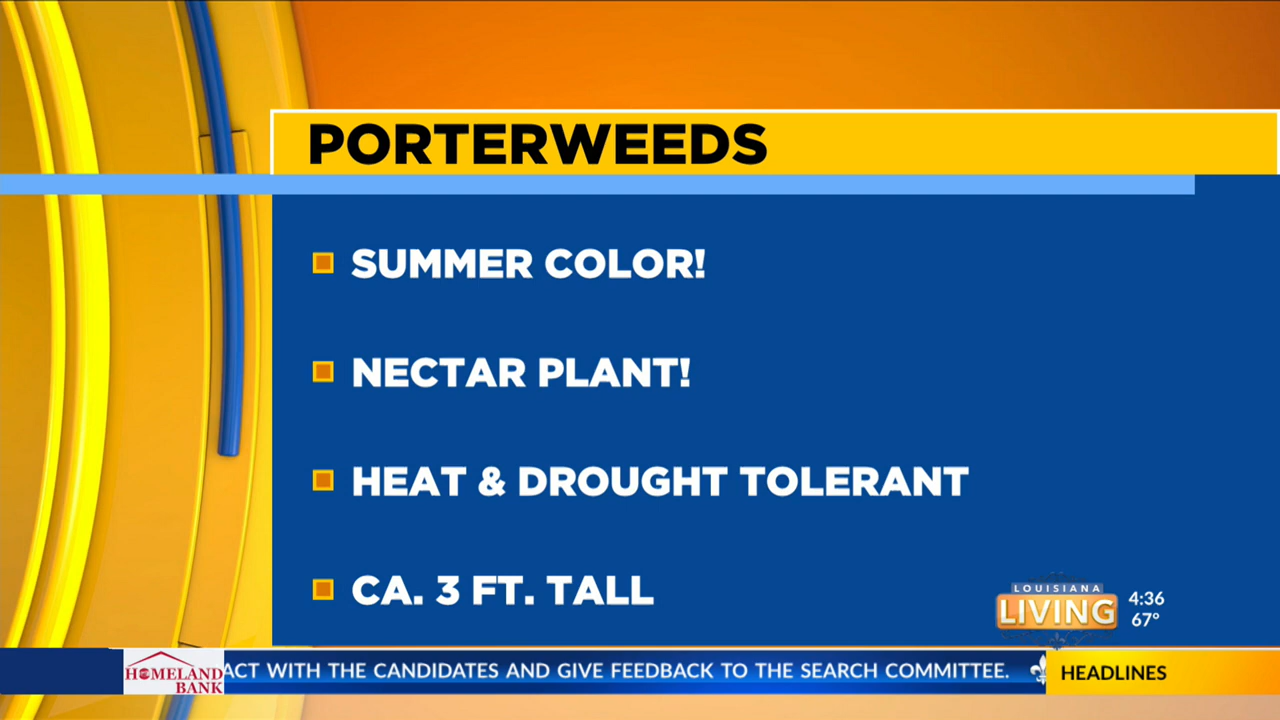 PORTERWEEDS
SUMMER COLOR!
NECTAR PLANT!
HEAT & DROUGHT TOLERANT
CA. 3 FT. TALL
LOUISIANA
LIVING
4:36
67°
HOMELAND
BANK
ACT WITH THE CANDIDATES AND GIVE FEEDBACK TO THE SEARCH COMMITTEE.
HEADLINES